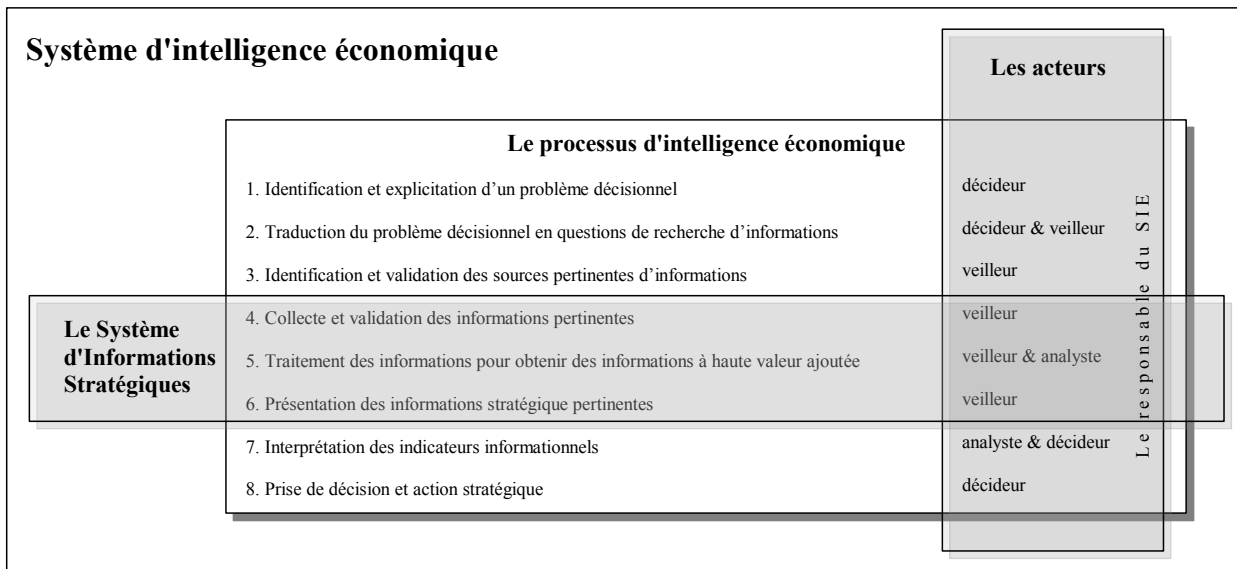 Système d'intelligence économique
Les acteurs
Le processus d'intelligence économique
1. Identification et explicitation d’un problème décisionnel
décideur
2. Traduction du problème décisionnel en questions de recherche d’informations
décideur & veilleur
3. Identification et validation des sources pertinentes d’informations
veilleur
Le Système
d'Informations
Stratégiques
4. Collecte et validation des informations pertinentes
veilleur
5. Traitement des informations pour obtenir des informations à haute valeur ajoutée
veilleur & analyste
6. Présentation des informations stratégique pertinentes
veilleur
7. Interprétation des indicateurs informationnels
analyste & décideur
8. Prise de décision et action stratégique
décideur
Le responsable du SIE